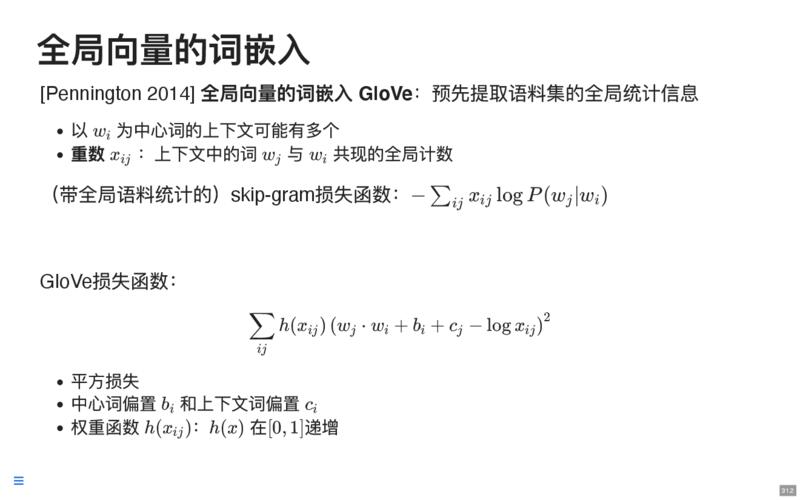 全局向量的词嵌入
[Pennington 2014] 全局向量的词嵌入 GloVe：预先提取语料集的全局统计信息
• 以 w_i 为中心词的上下文可能有多个
• 重数 x_{ij} ：上下文中的词 w_j 与 w_i 共现的全局计数
（带全局语料统计的）skip-gram损失函数：−∑_{ij} x_{ij} log P(w_j|w_i)
GloVe损失函数：
∑_{ij} h(x_{ij}) (w_j · w_i + b_i + c_j − log x_{ij})^2
• 平方损失
• 中心词偏置 b_i 和上下文词偏置 c_i
• 权重函数 h(x_{ij})：h(x) 在[0, 1]递增
312